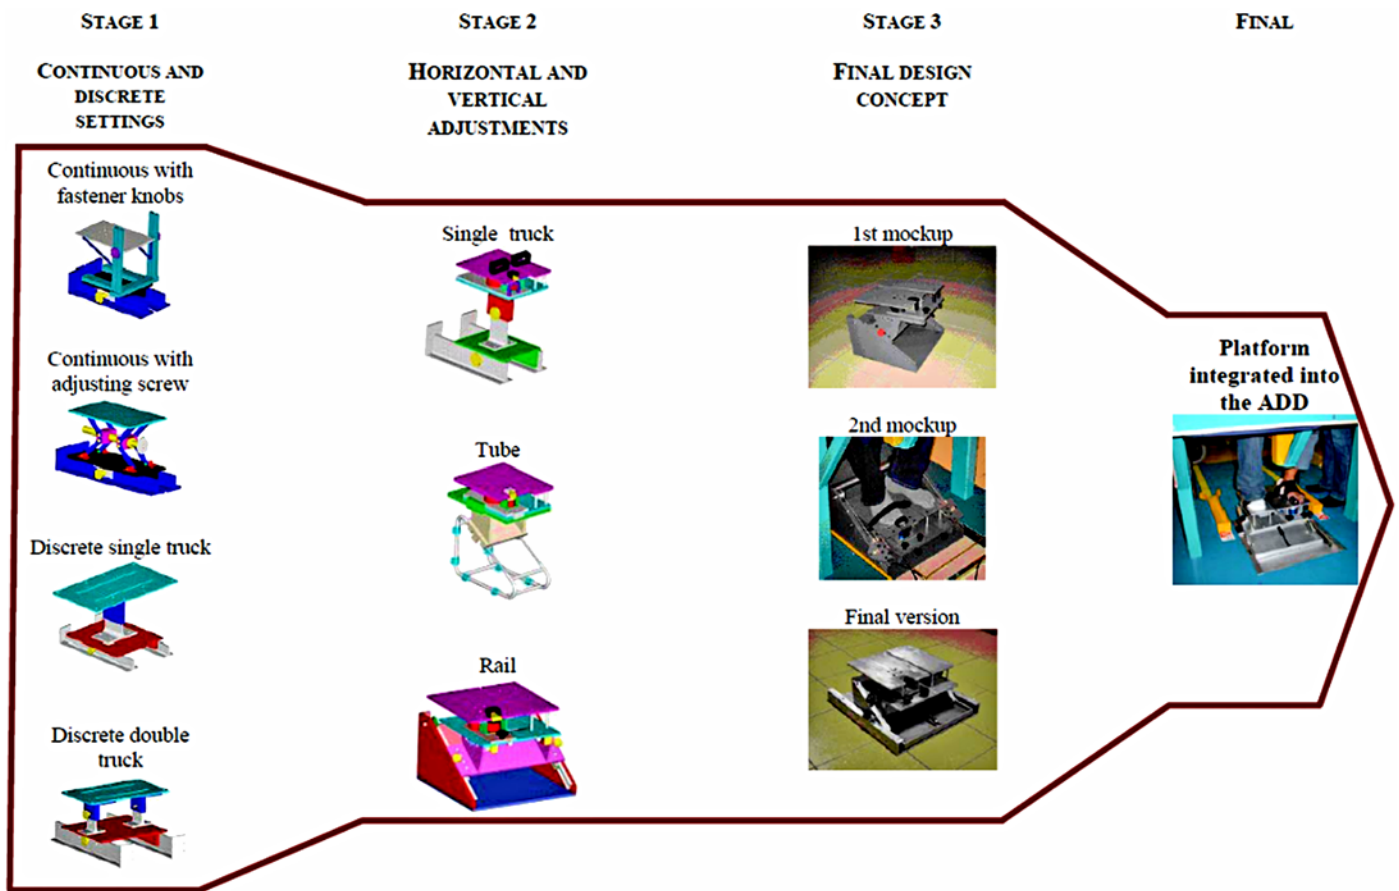 STAGE 1
CONTINUOUS AND
DISCRETE
SETTINGS
Continuous with
fastener knobs
Continuous with
adjusting screw
Discrete single truck
Discrete double
truck
STAGE 2
HORIZONTAL AND
VERTICAL
ADJUSTMENTS
Single truck
Tube
Rail
STAGE 3
FINAL DESIGN
CONCEPT
1st mockup
2nd mockup
Final version
FINAL
Platform
integrated into
the ADD